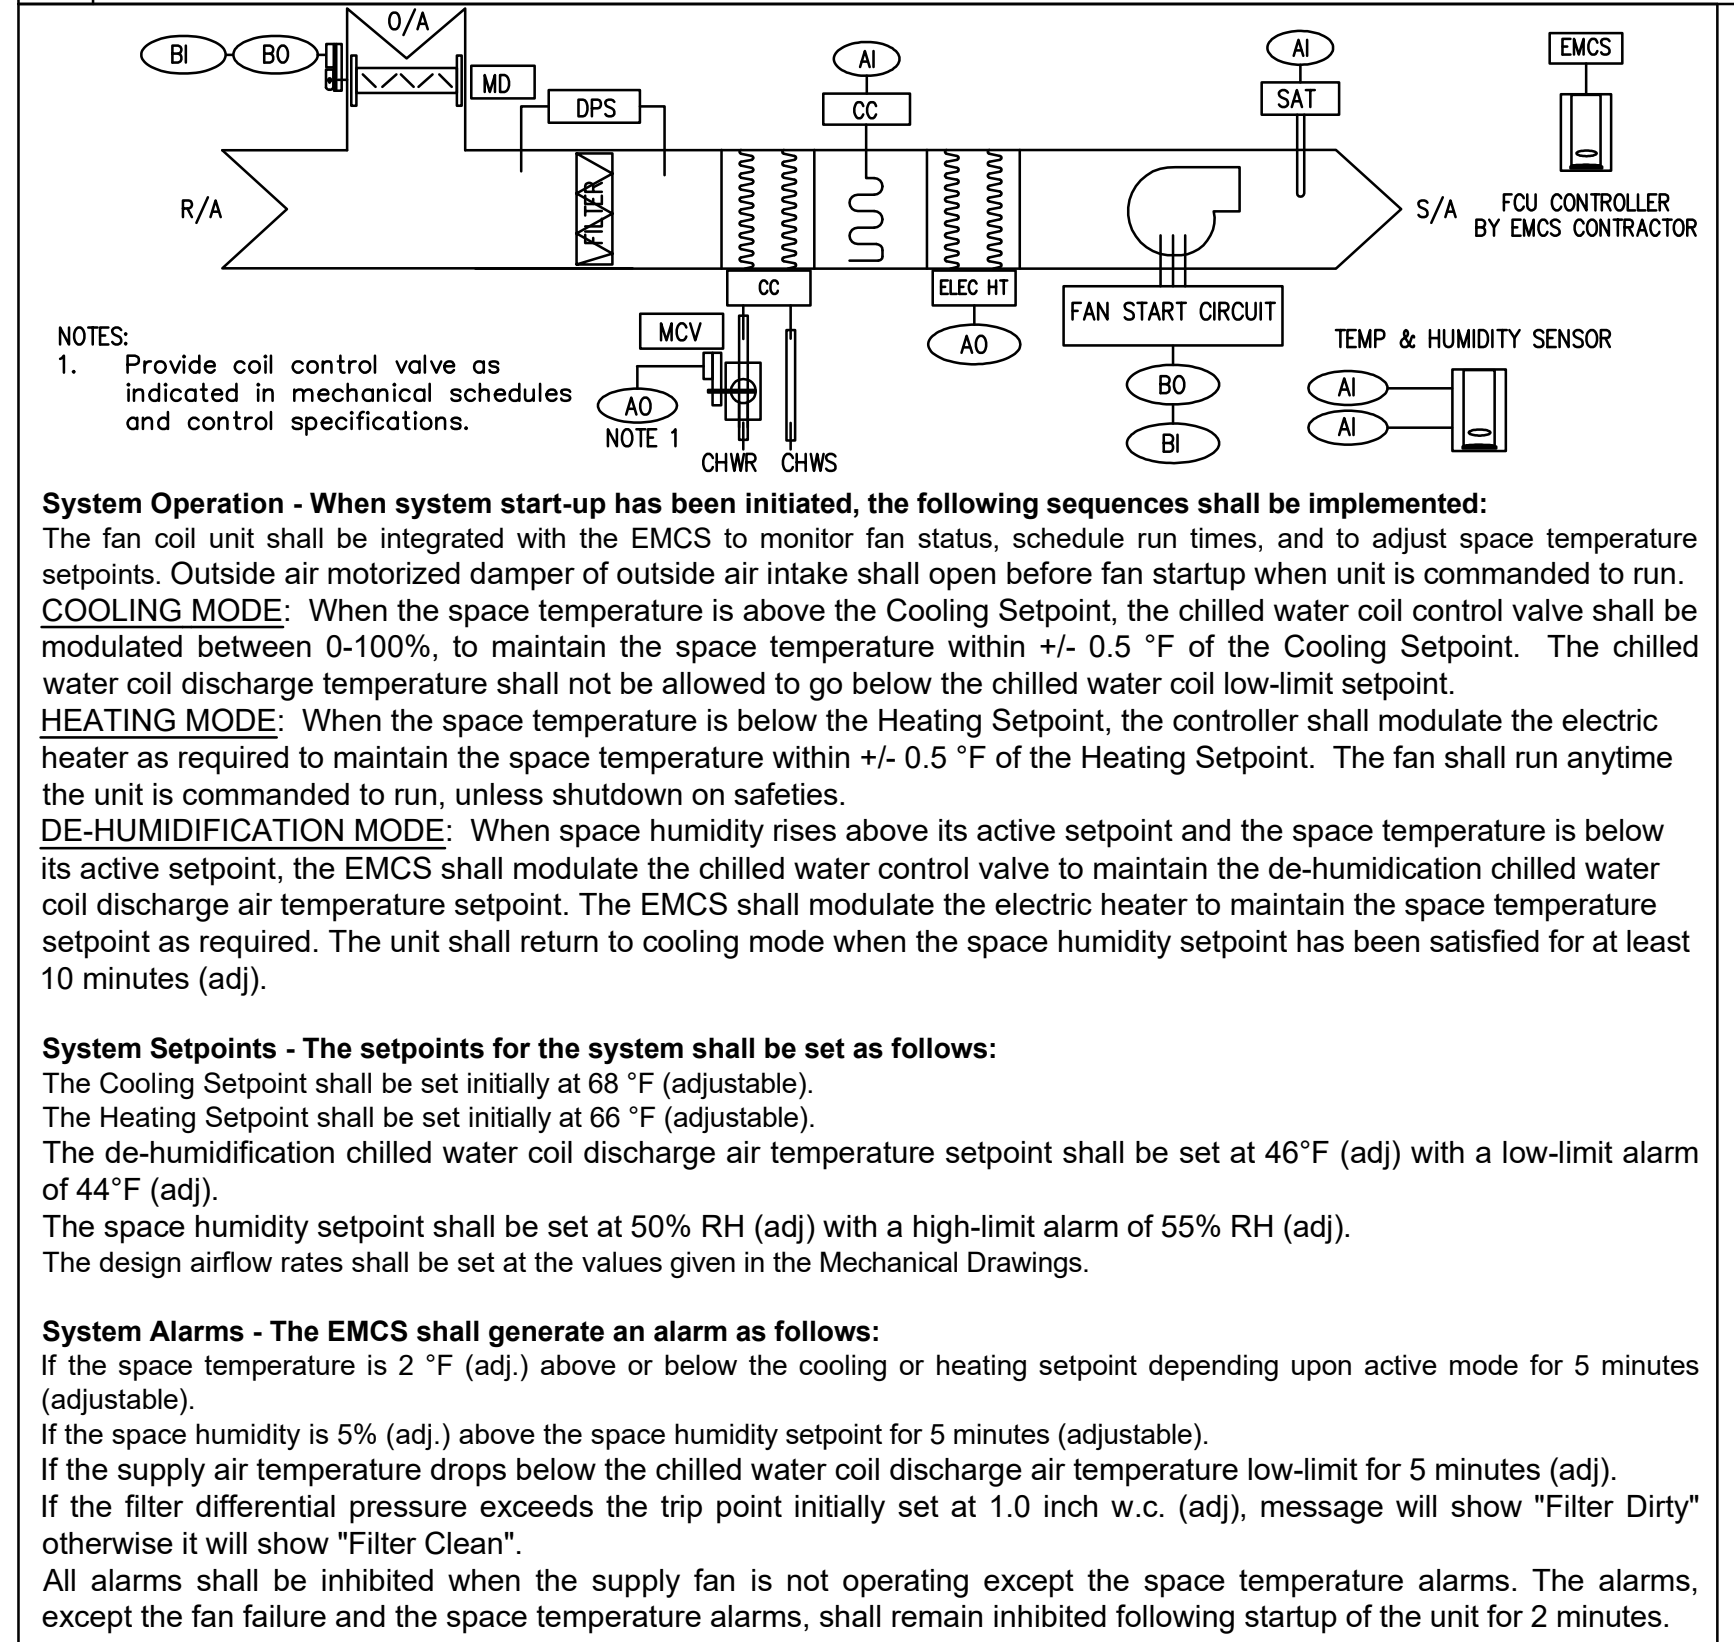 O/A
BI
BO
MD
DPS
AI
CC
AI
SAT
EMCS
R/A
FILTER
S/A
FCU CONTROLLER
BY EMCS CONTRACTOR
CC
ELEC HT
FAN START CIRCUIT
MCV
AO
TEMP & HUMIDITY SENSOR
NOTES:
1. Provide coil control valve as
indicated in mechanical schedules
and control specifications.
AO
NOTE 1
BO
AI
AI
BI
CHWR
CHWS
System Operation - When system start-up has been initiated, the following sequences shall be implemented:
The fan coil unit shall be integrated with the EMCS to monitor fan status, schedule run times, and to adjust space temperature
setpoints. Outside air motorized damper of outside air intake shall open before fan startup when unit is commanded to run.
COOLING MODE: When the space temperature is above the Cooling Setpoint, the chilled water coil control valve shall be
modulated between 0-100%, to maintain the space temperature within +/- 0.5 °F of the Cooling Setpoint. The chilled
water coil discharge temperature shall not be allowed to go below the chilled water coil low-limit setpoint.
HEATING MODE: When the space temperature is below the Heating Setpoint, the controller shall modulate the electric
heater as required to maintain the space temperature within +/- 0.5 °F of the Heating Setpoint. The fan shall run anytime
the unit is commanded to run, unless shutdown on safeties.
DE-HUMIDIFICATION MODE: When space humidity rises above its active setpoint and the space temperature is below
its active setpoint, the EMCS shall modulate the chilled water control valve to maintain the de-humidication chilled water
coil discharge air temperature setpoint. The EMCS shall modulate the electric heater to maintain the space temperature
setpoint as required. The unit shall return to cooling mode when the space humidity setpoint has been satisfied for at least
10 minutes (adj).
System Setpoints - The setpoints for the system shall be set as follows:
The Cooling Setpoint shall be set initially at 68 °F (adjustable).
The Heating Setpoint shall be set initially at 66 °F (adjustable).
The de-humidification chilled water coil discharge air temperature setpoint shall be set at 46°F (adj) with a low-limit alarm
of 44°F (adj).
The space humidity setpoint shall be set at 50% RH (adj) with a high-limit alarm of 55% RH (adj).
The design airflow rates shall be set at the values given in the Mechanical Drawings.
System Alarms - The EMCS shall generate an alarm as follows:
If the space temperature is 2 °F (adj.) above or below the cooling or heating setpoint depending upon active mode for 5 minutes
(adjustable).
If the space humidity is 5% (adj.) above the space humidity setpoint for 5 minutes (adjustable).
If the supply air temperature drops below the chilled water coil discharge air temperature low-limit for 5 minutes (adj).
If the filter differential pressure exceeds the trip point initially set at 1.0 inch w.c. (adj), message will show "Filter Dirty"
otherwise it will show "Filter Clean".
All alarms shall be inhibited when the supply fan is not operating except the space temperature alarms. The alarms,
except the fan failure and the space temperature alarms, shall remain inhibited following startup of the unit for 2 minutes.